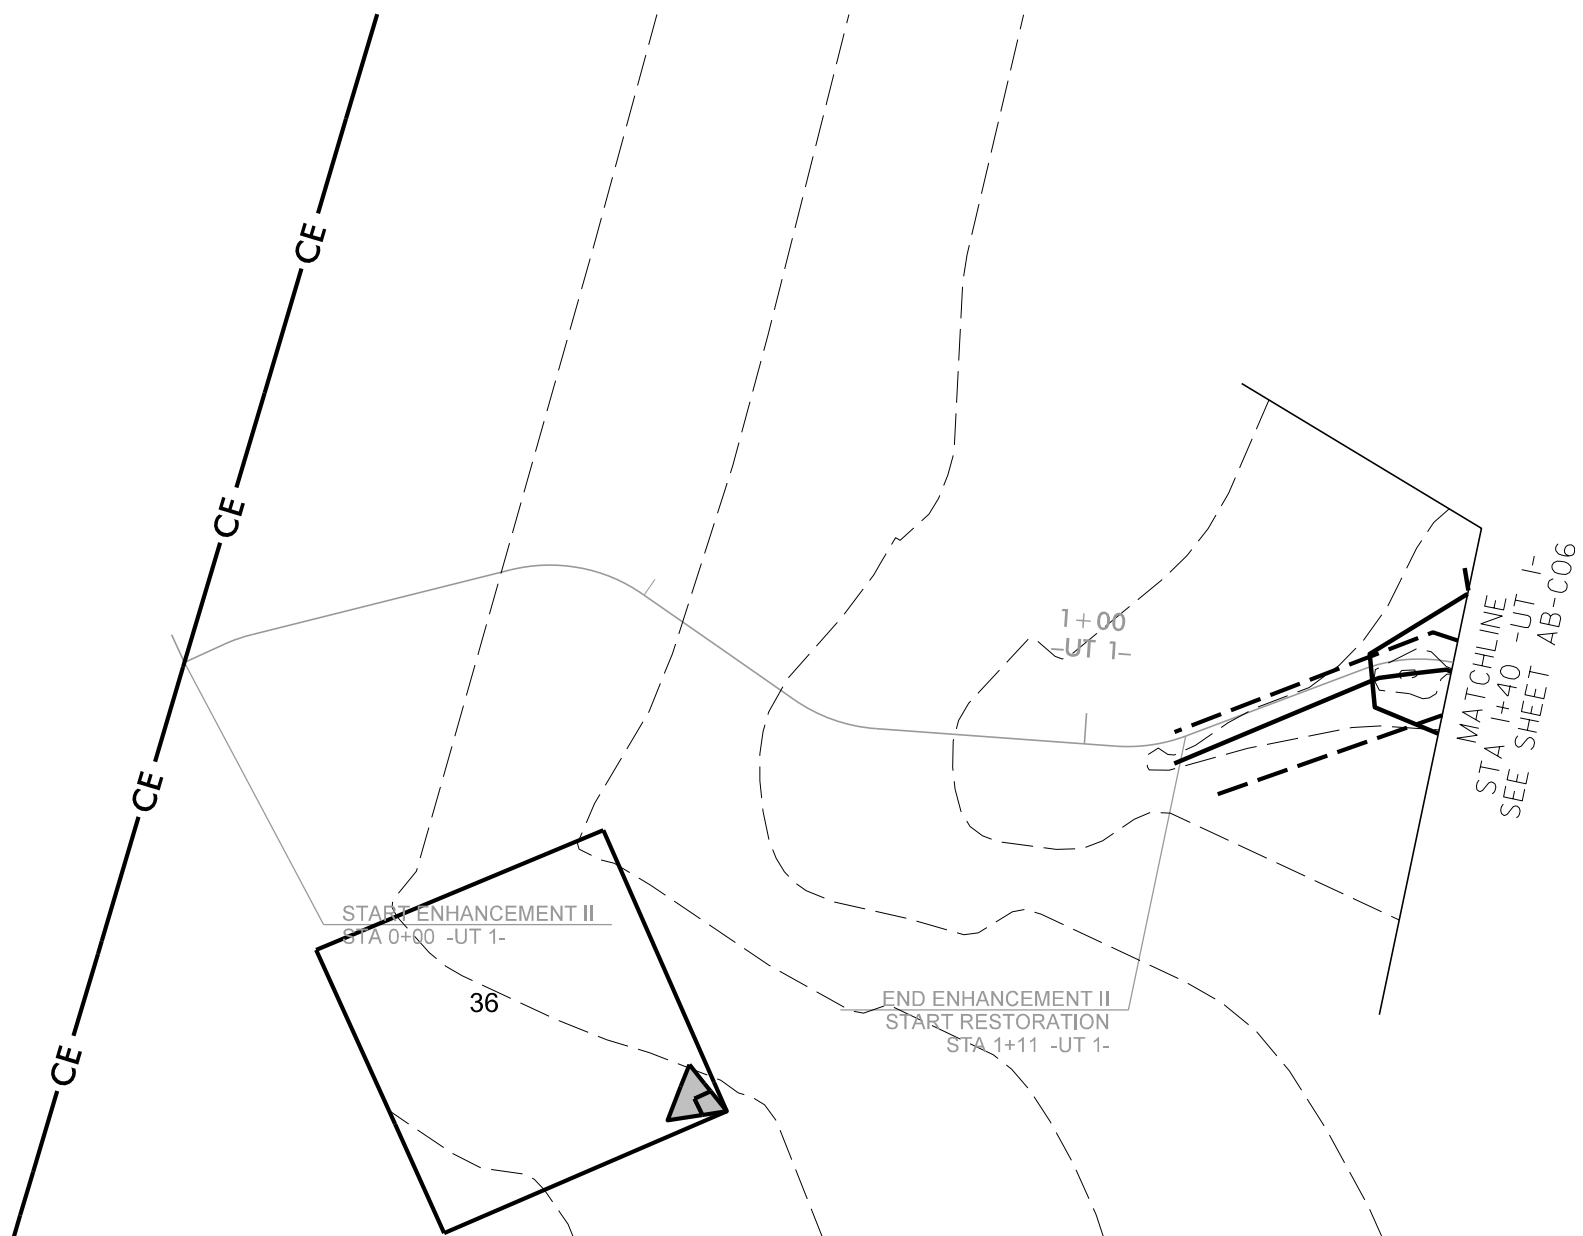 CE
CE
1+00
-UT 1-
MATCHLINE
STA 1+40 -UT 1-
SEE SHEET AB-C06
CE
START ENHANCEMENT II
STA 0+00 -UT 1-
36
END ENHANCEMENT II
START RESTORATION
STA 1+11 -UT 1-
CE